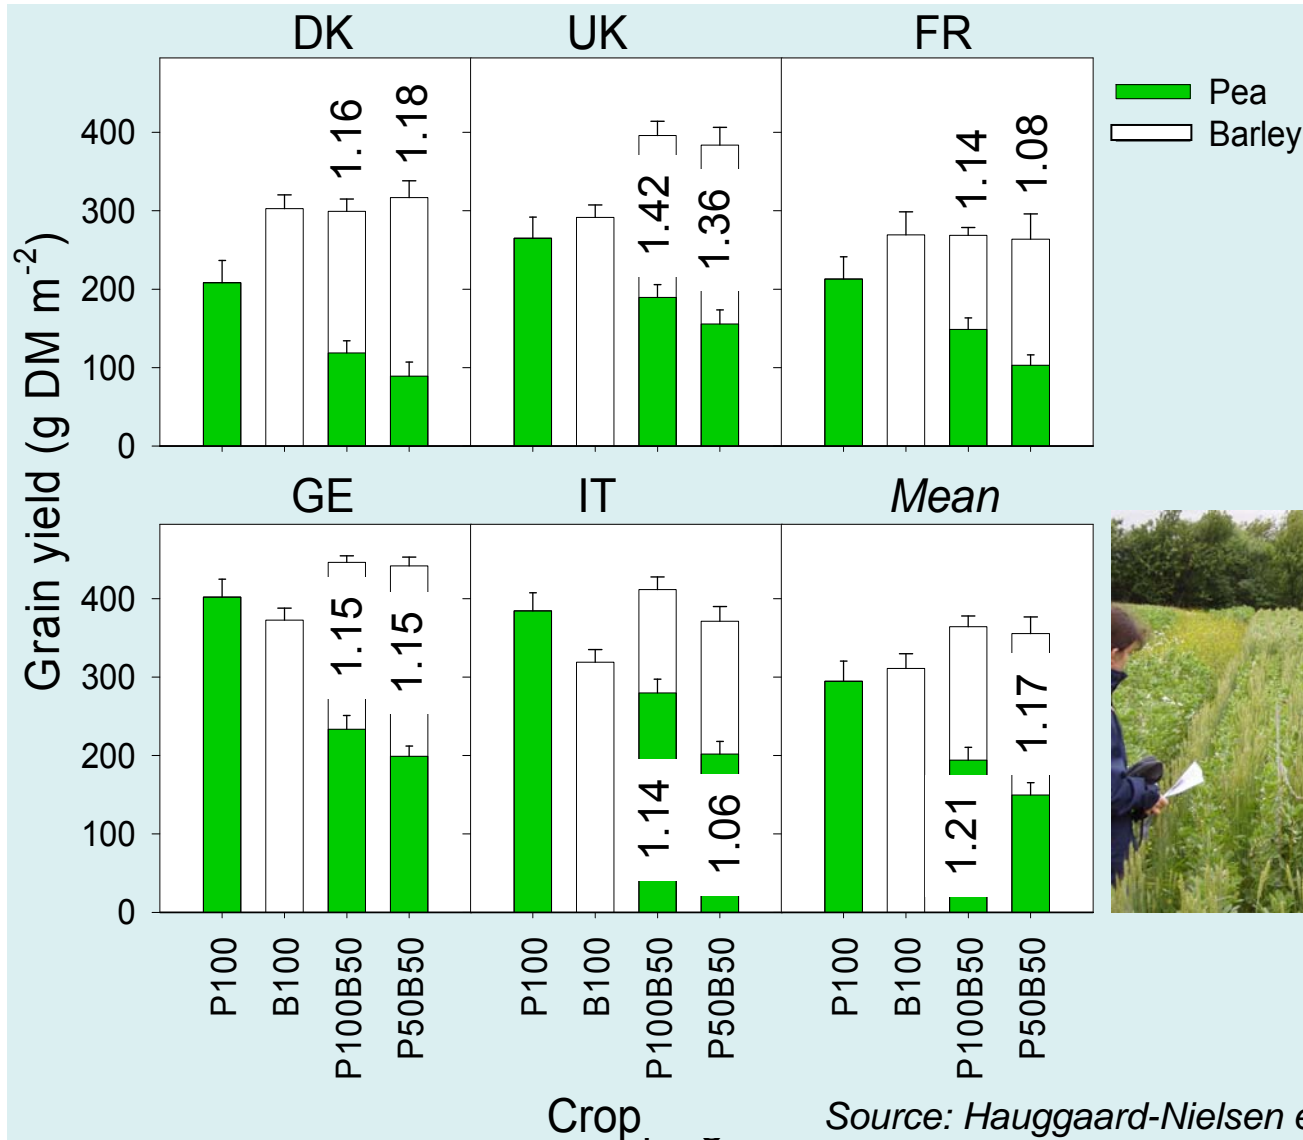 DK
UK
FR
Pea
Barley
Grain yield (g DM m-2)
400
300
200
100
0
1.16
1.18
1.42
1.36
1.14
1.08
GE
IT
Mean
400
300
200
100
0
1.15
1.15
1.14
1.06
1.21
1.17
P100
B100
P100B50
P50B50
P100
B100
P100B50
P50B50
P100
B100
P100B50
P50B50
Crop
Source: Hauggaard-Nielsen e